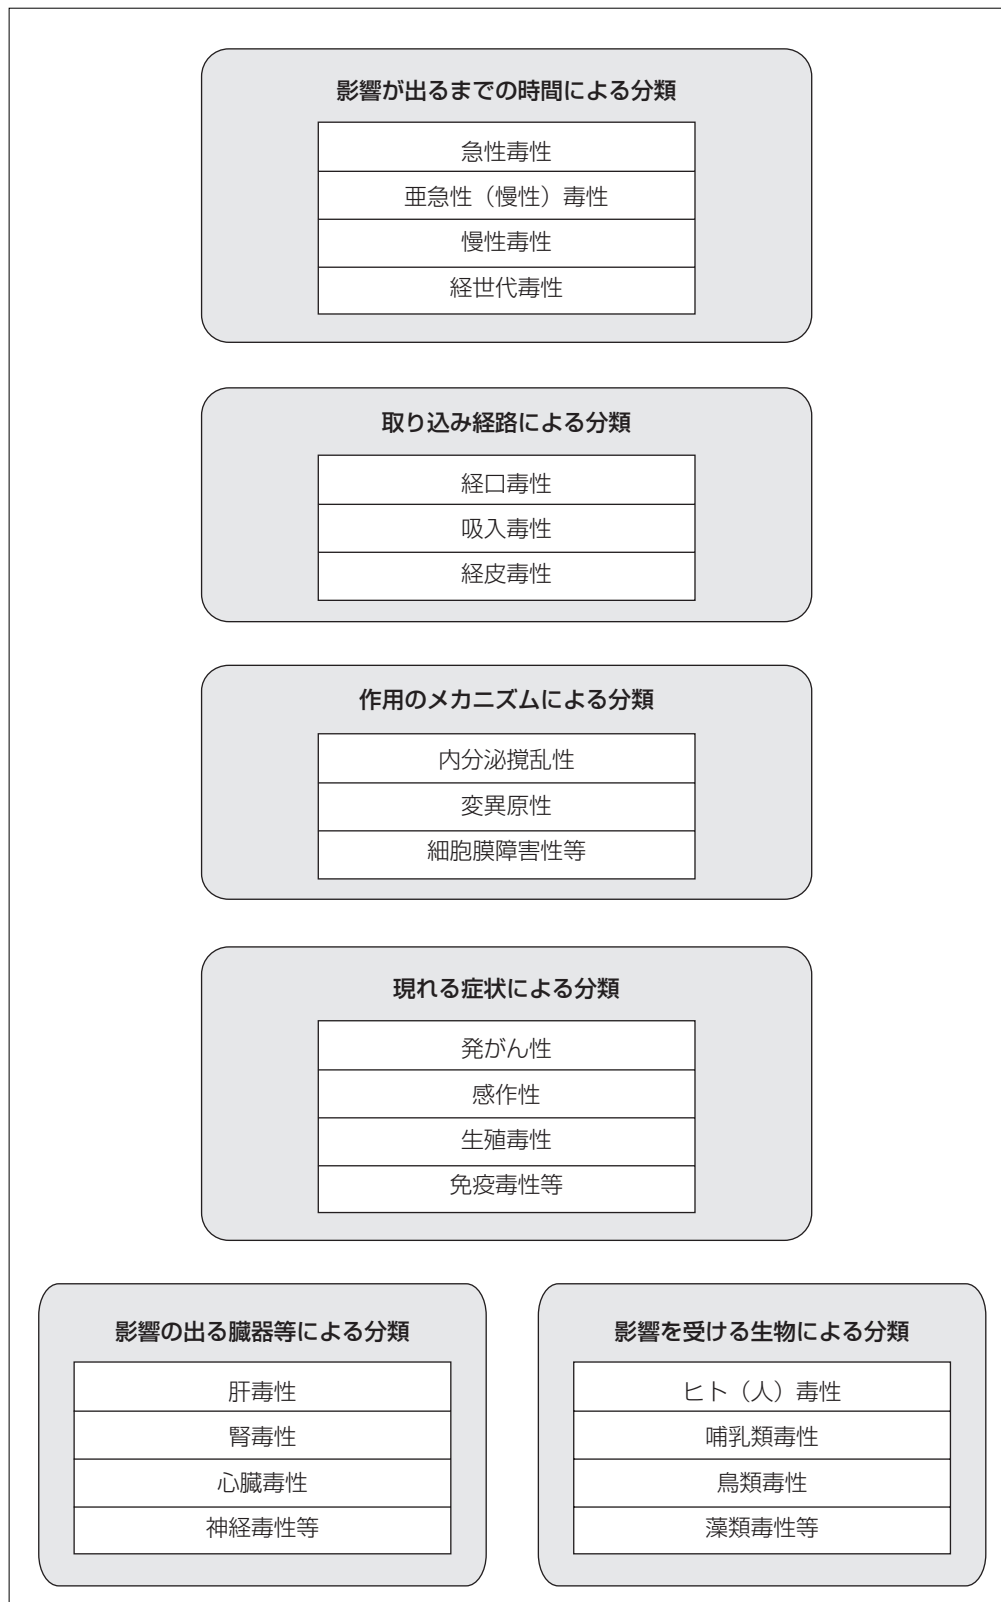 影響が出るまでの時間による分類
急性毒性
亜急性（慢性）毒性
慢性毒性
経世代毒性
取り込み経路による分類
経口毒性
吸入毒性
経皮毒性
作用のメカニズムによる分類
内分泌撹乱性
変異原性
細胞膜障害性等
現れる症状による分類
発がん性
感作性
生殖毒性
免疫毒性等
影響の出る臓器等による分類
肝毒性
腎毒性
心臓毒性
神経毒性等
影響を受ける生物による分類
ヒト（人）毒性
哺乳類毒性
鳥類毒性
藻類毒性等